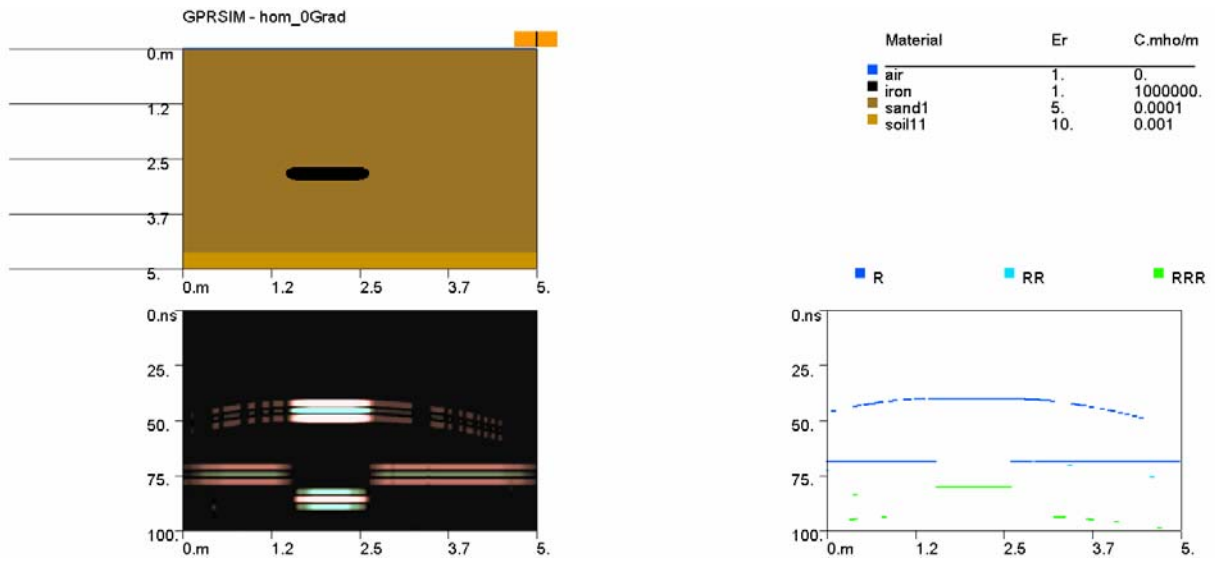 GPRSIM - hom_0Grad
0.m
1.2
2.5
3.7
5.
0.m 1.2 2.5 3.7 5.
Material Er C.mho/m
air 1. 0.
iron 1. 1000000.
sand1 5. 0.0001
soil11 10. 0.001
R RR RRR
0.ns
25.
50.
75.
100.
0.m 1.2 2.5 3.7 5.
0.ns
25.
50.
75.
100.
0.m 1.2 2.5 3.7 5.